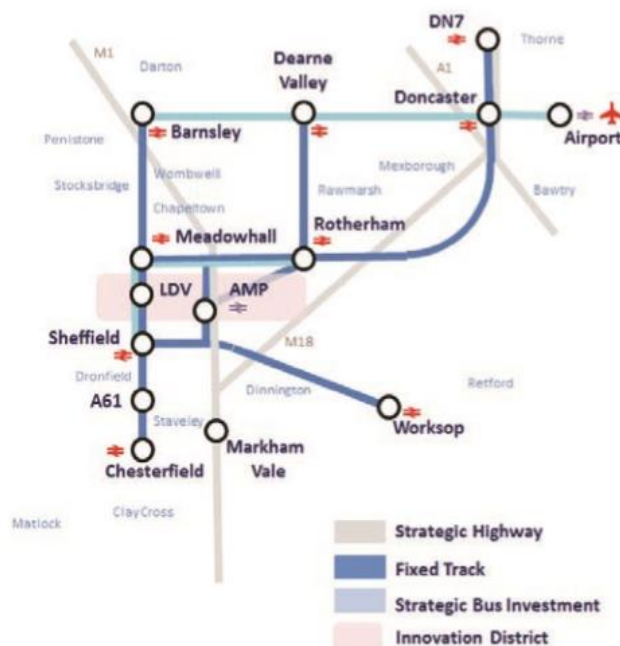 DN7
Thorne
M1
A1
Darton
Dearne
Valley
Doncaster
Airport
Barnsley
Penistone
Mexborough
Wombwell
Stocksbridge
Rawmarsh
Bawtry
Chapeltown
Meadowhall
Rotherham
LDV
AMP
Sheffield
M18
Dronfield
Dinnington
Retford
A61
Staveley
Worksop
Markham
Vale
Chesterfield
ClayCross
Matlock
Strategic Highway
Fixed Track
Strategic Bus Investment
Innovation District